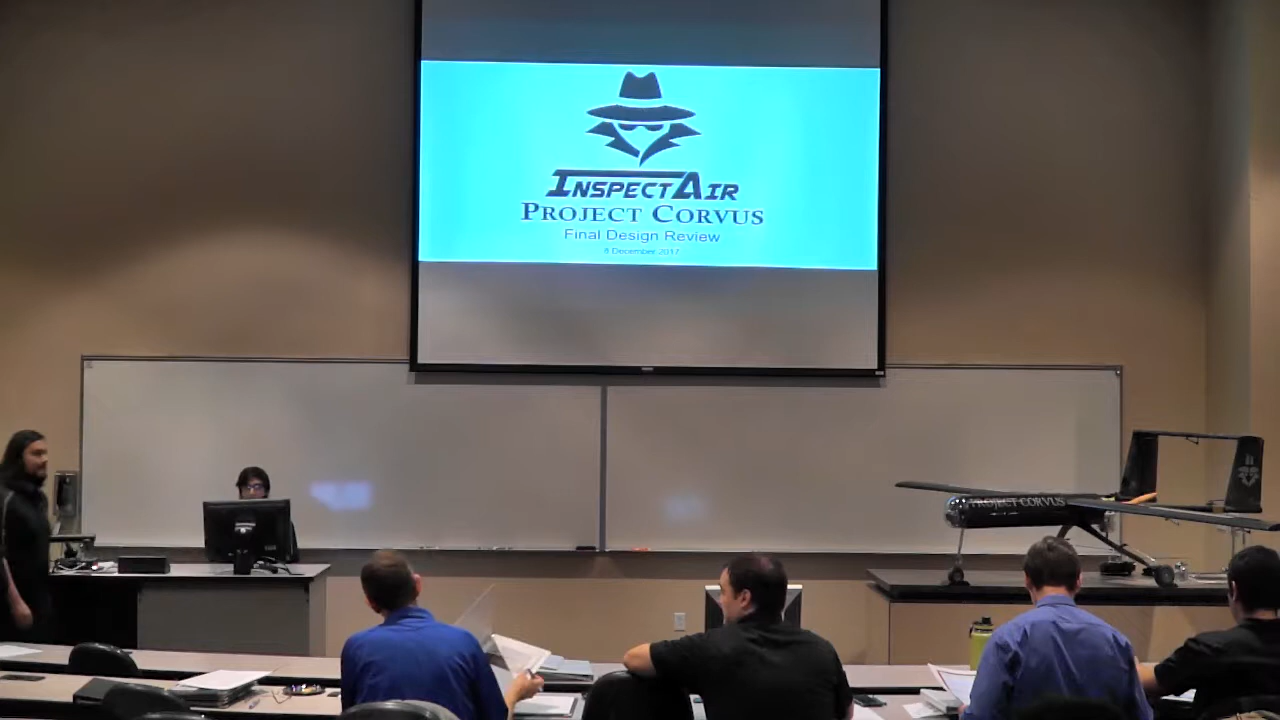 INSPECTAIR
PROJECT CORVUS
Final Design Review
8 December 2017
PROJECT CORVUS